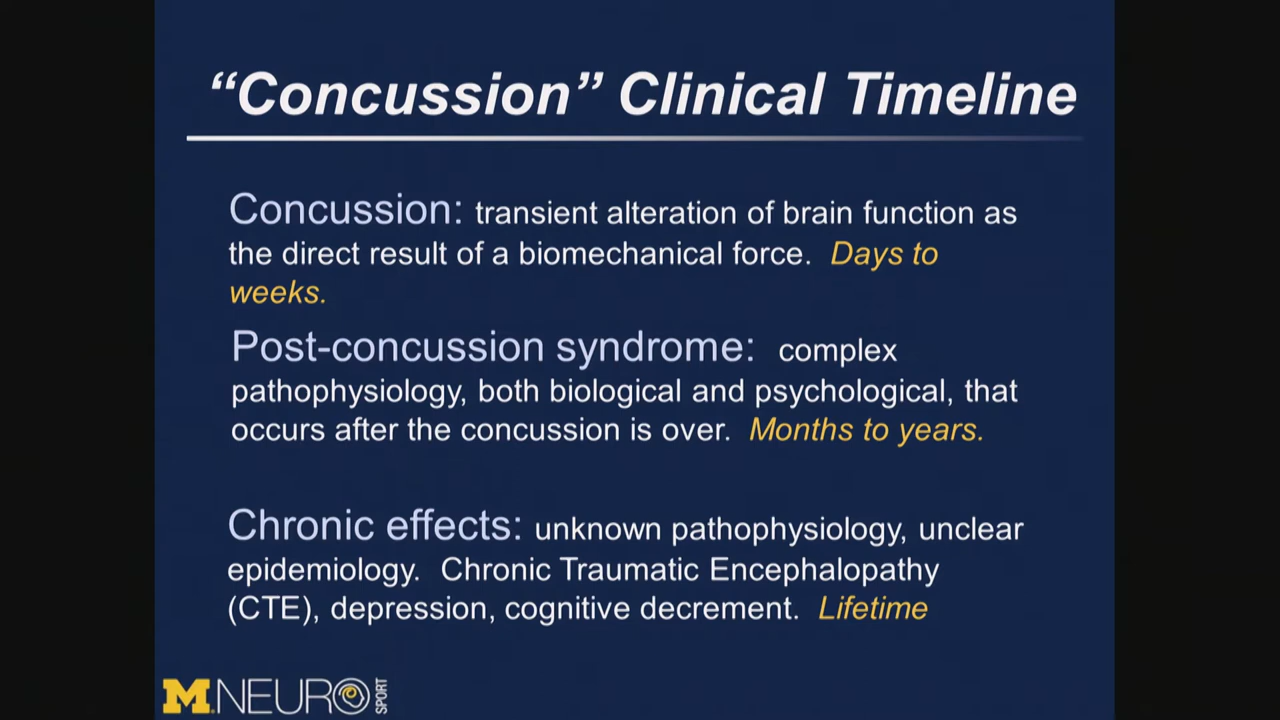 “Concussion” Clinical Timeline
Concussion: transient alteration of brain function as
the direct result of a biomechanical force. Days to
weeks.
Post-concussion syndrome: complex
pathophysiology, both biological and psychological, that
occurs after the concussion is over. Months to years.
Chronic effects: unknown pathophysiology, unclear
epidemiology. Chronic Traumatic Encephalopathy
(CTE), depression, cognitive decrement. Lifetime
M NEURO SPORT